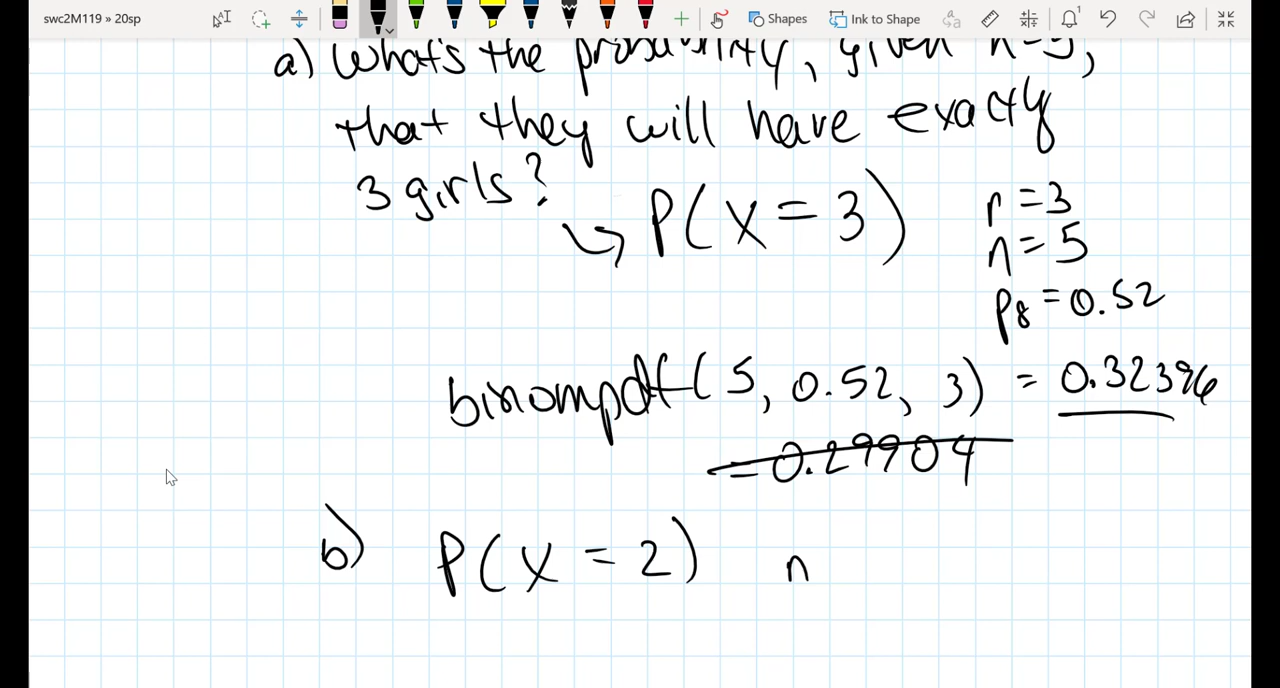 swc2M119 » 20sp
Shapes
Ink to Shape
a) What's the probability, given n=5,
that they will have exactly
3 girls?
P(X = 3)
r = 3
n = 5
pg = 0.52
binompdf(5, 0.52, 3) = 0.32396
= 0.29904
b) P(X = 2) n